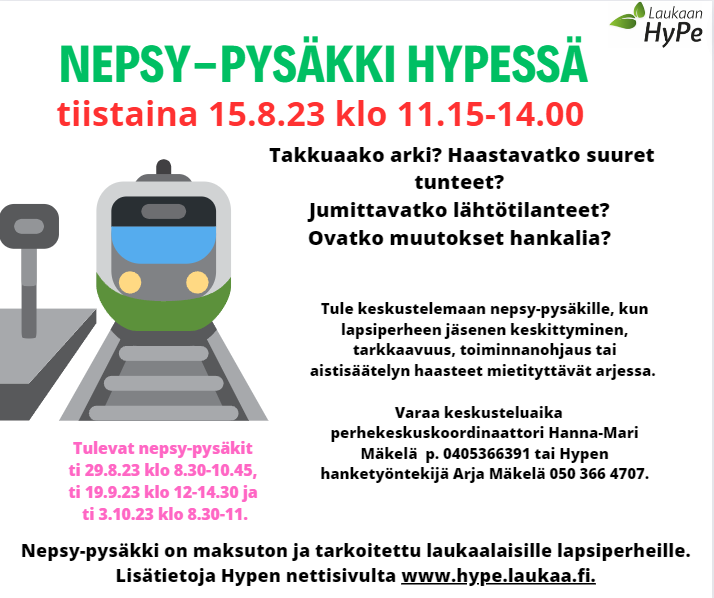 Laukaan
HyPe
NEPSY–PYSÄKKI HYPESSÄ
tiistaina 15.8.23 klo 11.15-14.00
Takkuaako arki? Haastavatko suuret
tunteet?
Jumittavatko lähtötilanteet?
Ovatko muutokset hankalia?
Tule keskustelemaan nepsy-pysäkille, kun
lapsiperheen jäsenen keskittyminen,
tarkkaavuus, toiminnanohjaus tai
aistisäätelyn haasteet mietityttävät arjessa.
Varaa keskusteluaika
perhekeskuskoordinaattori Hanna-Mari
Mäkelä p. 0405366391 tai Hypen
hanketyöntekijä Arja Mäkelä 050 366 4707.
Tulevat nepsy-pysäkit
ti 29.8.23 klo 8.30-10.45,
ti 19.9.23 klo 12-14.30 ja
ti 3.10.23 klo 8.30-11.
Nepsy-pysäkki on maksuton ja tarkoitettu laukaalaisille lapsiperheille.
Lisätietoja Hypen nettisivulta www.hype.laukaa.fi.